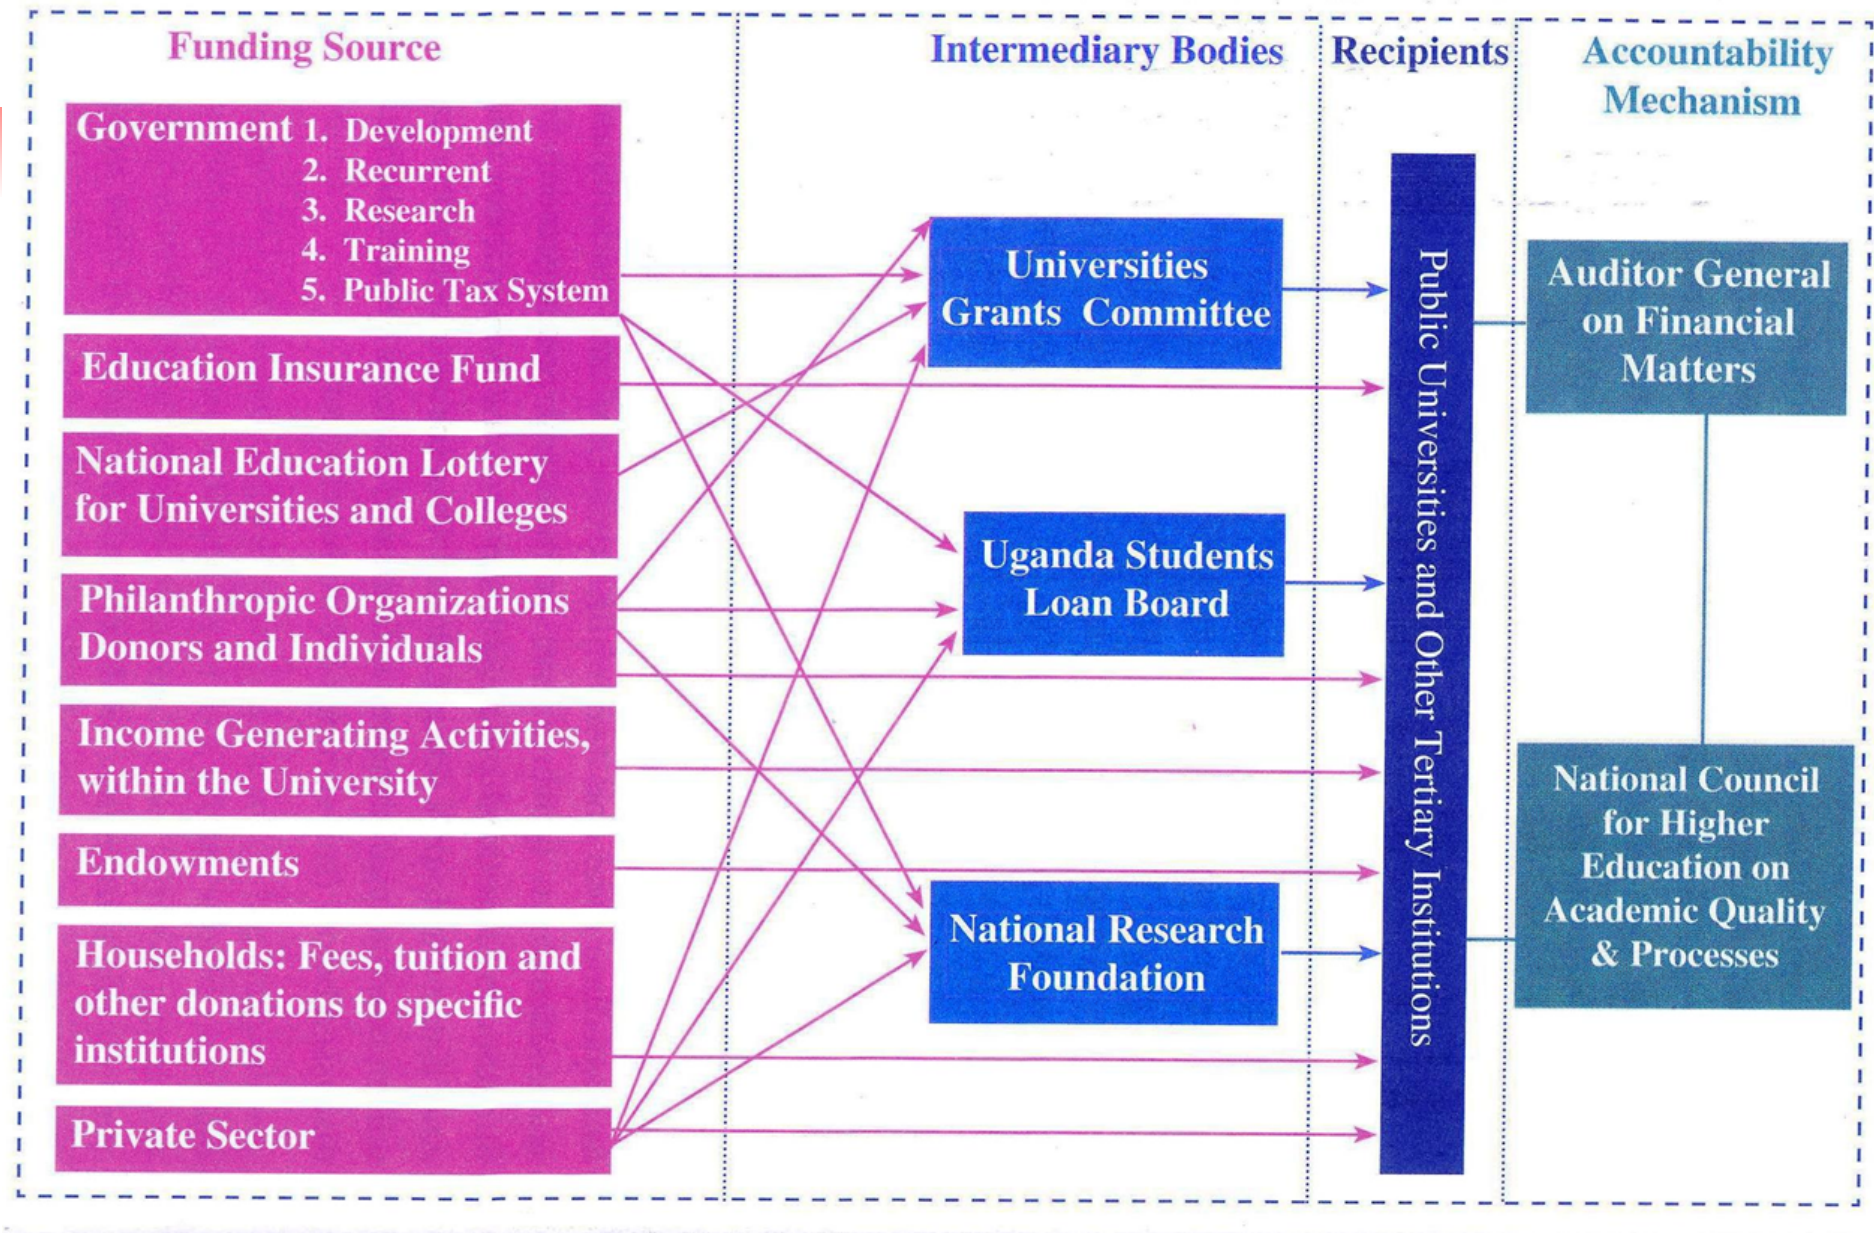 Funding Source
Intermediary Bodies
Recipients
Accountability
Mechanism
Government 1. Development
2. Recurrent
3. Research
4. Training
5. Public Tax System
Education Insurance Fund
National Education Lottery
for Universities and Colleges
Philanthropic Organizations
Donors and Individuals
Income Generating Activities,
within the University
Endowments
Households: Fees, tuition and
other donations to specific
institutions
Private Sector
Universities
Grants Committee
Uganda Students
Loan Board
National Research
Foundation
Public Universities and Other Tertiary Institutions
Auditor General
on Financial
Matters
National Council
for Higher
Education on
Academic Quality
& Processes